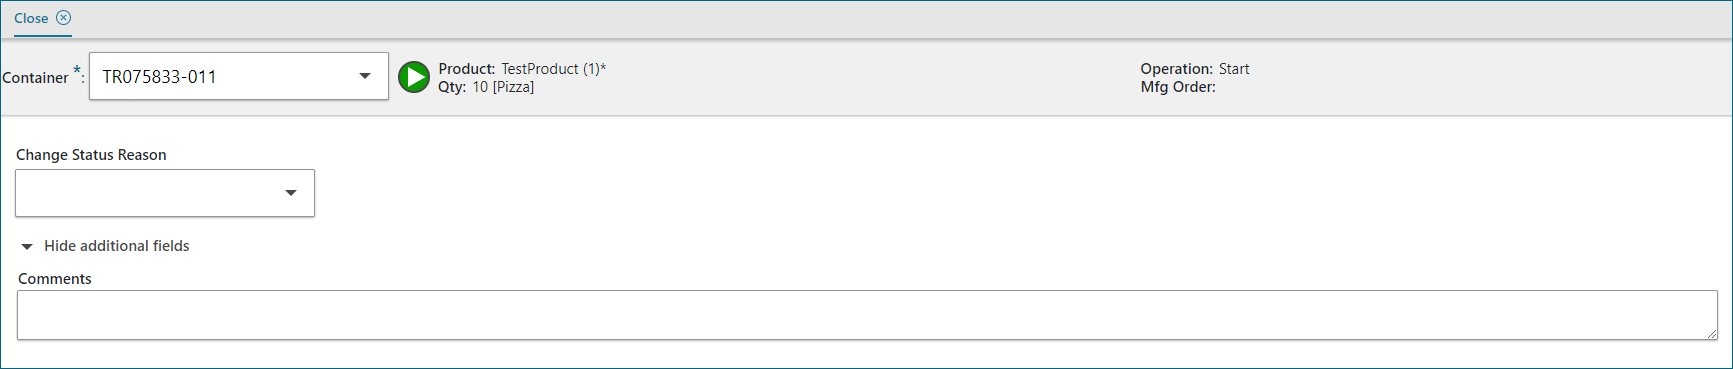 Close
Container *: TR075833-011 Product: TestProduct (1)* Operation: Start
Qty: 10 [Pizza] Mfg Order:
Change Status Reason
Hide additional fields
Comments